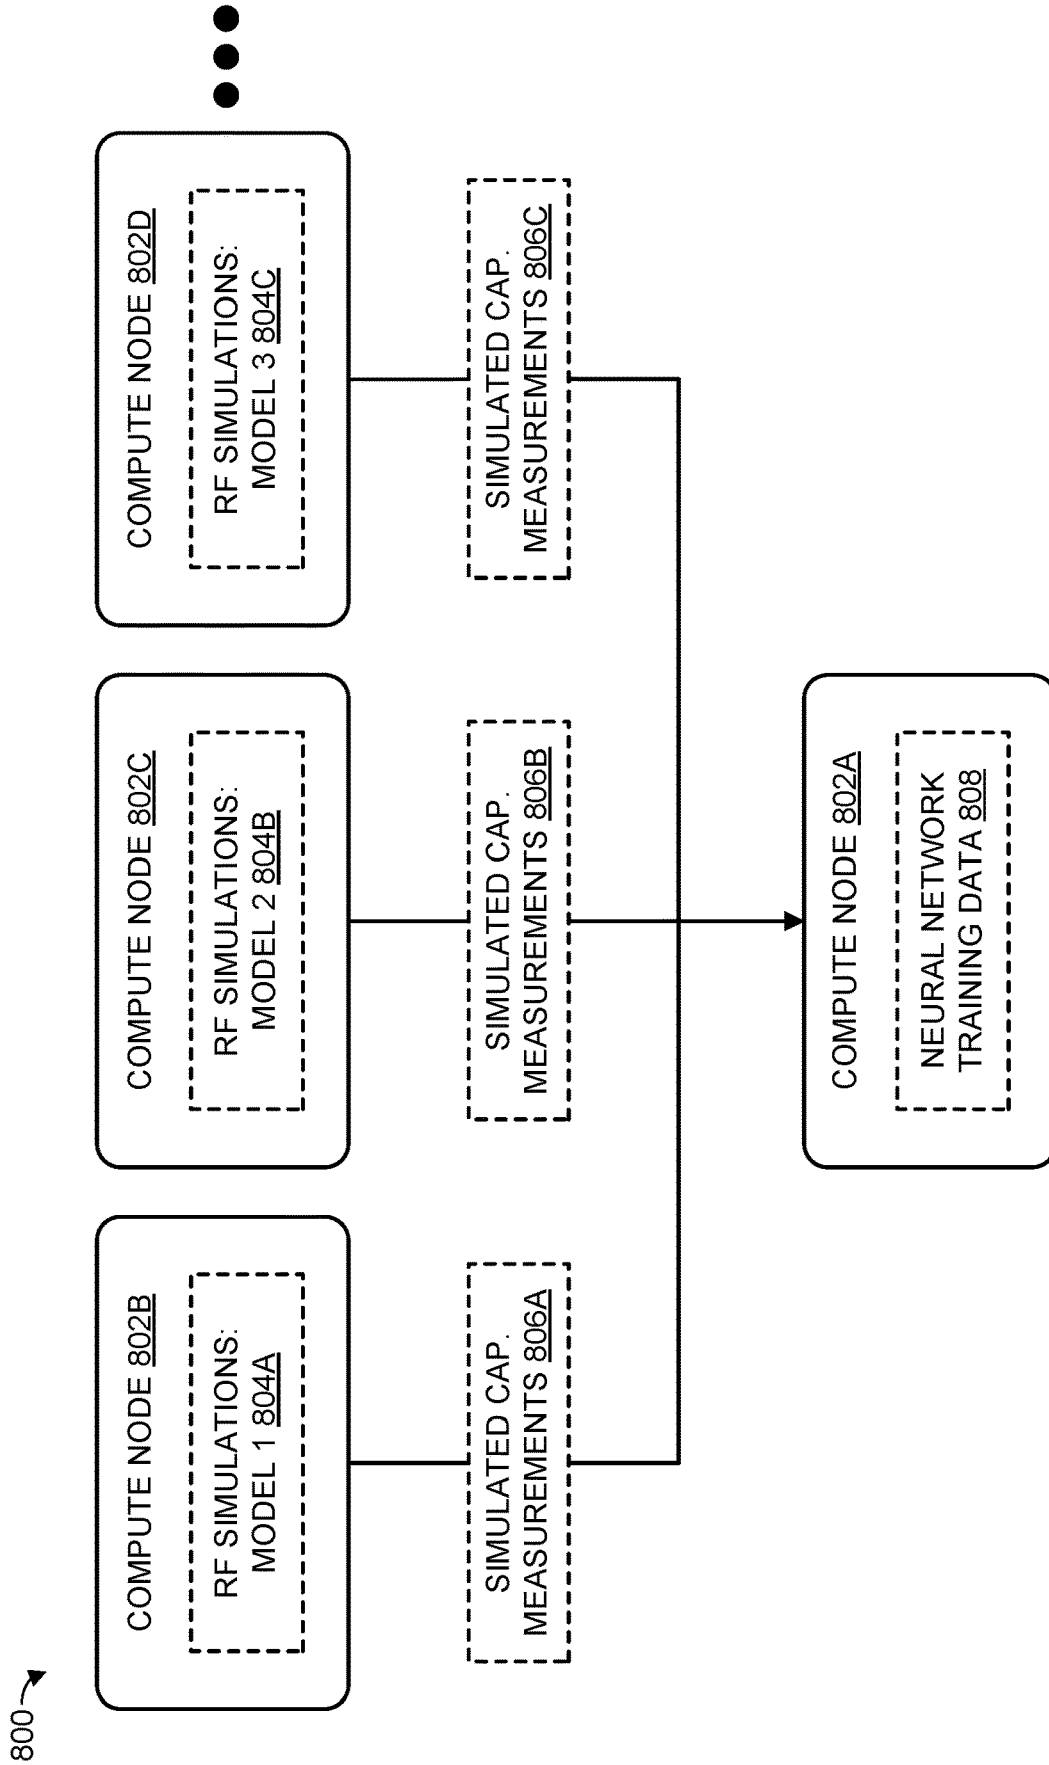 800
COMPUTE NODE 802B
RF SIMULATIONS:
MODEL 1 804A
COMPUTE NODE 802C
RF SIMULATIONS:
MODEL 2 804B
COMPUTE NODE 802D
RF SIMULATIONS:
MODEL 3 804C
SIMULATED CAP.
MEASUREMENTS 806A
SIMULATED CAP.
MEASUREMENTS 806B
SIMULATED CAP.
MEASUREMENTS 806C
COMPUTE NODE 802A
NEURAL NETWORK
TRAINING DATA 808